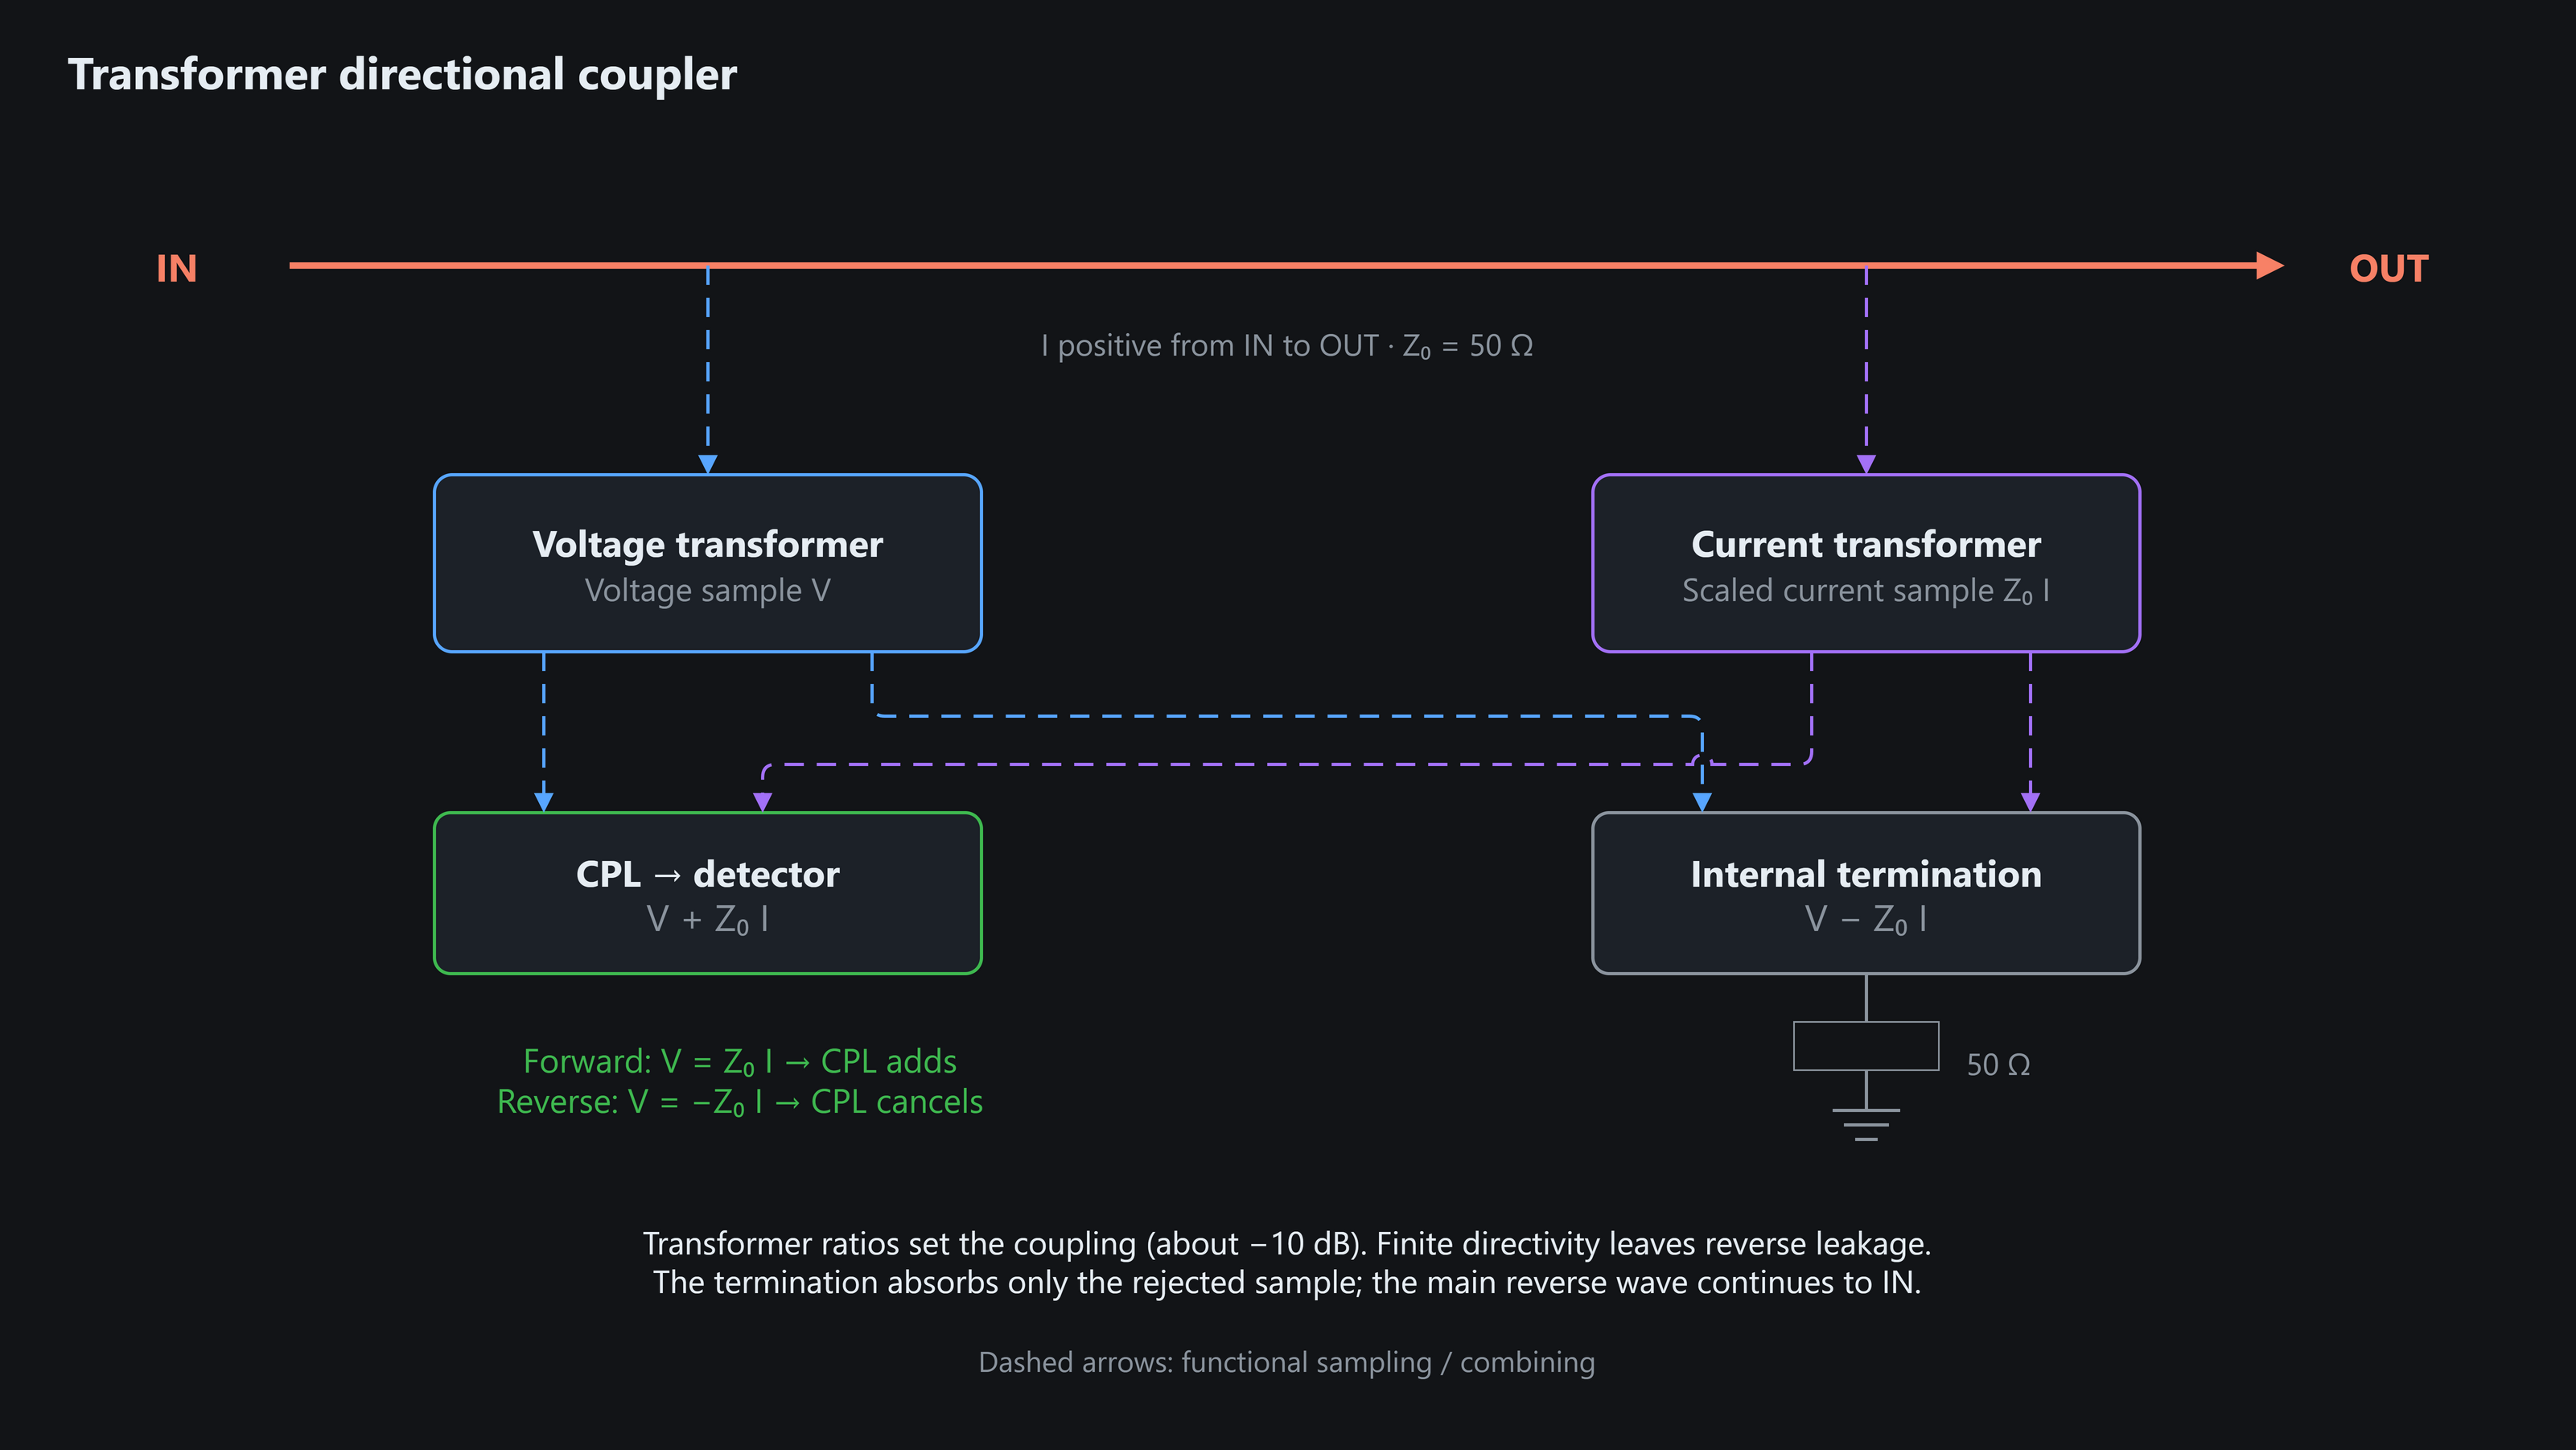 Transformer directional coupler
IN
OUT
I positive from IN to OUT · Z₀ = 50 Ω
Voltage transformer
Voltage sample V
Current transformer
Scaled current sample Z₀ I
CPL → detector
V + Z₀ I
Internal termination
V − Z₀ I
Forward: V = Z₀ I → CPL adds
Reverse: V = −Z₀ I → CPL cancels
50 Ω
Transformer ratios set the coupling (about −10 dB). Finite directivity leaves reverse leakage.
The termination absorbs only the rejected sample; the main reverse wave continues to IN.
Dashed arrows: functional sampling / combining